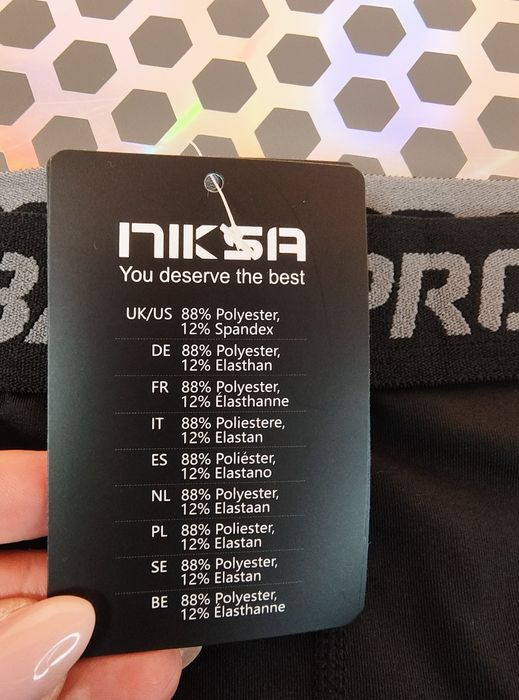 NIKSA
You deserve the best
UK/US 88% Polyester,
12% Spandex
DE 88% Polyester,
12% Elasthan
FR 88% Polyester,
12% Élasthanne
IT 88% Poliestere,
12% Elastan
ES 88% Poliéster,
12% Elastano
NL 88% Polyester,
12% Elastaan
PL 88% Poliester,
12% Elastan
SE 88% Polyester,
12% Elastan
BE 88% Polyester,
12% Élasthanne
PRO